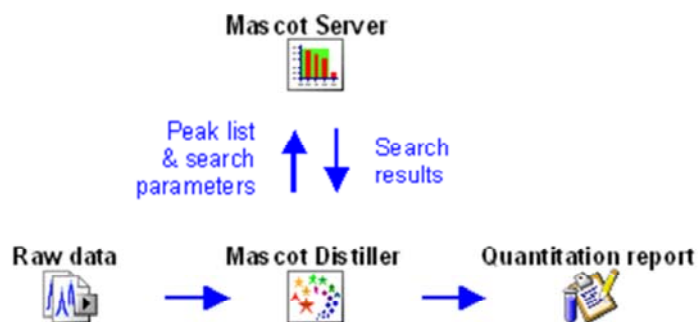 Mascot Server
Peak list
& search
parameters
Search
results
Raw data
Mascot Distiller
Quantitation report